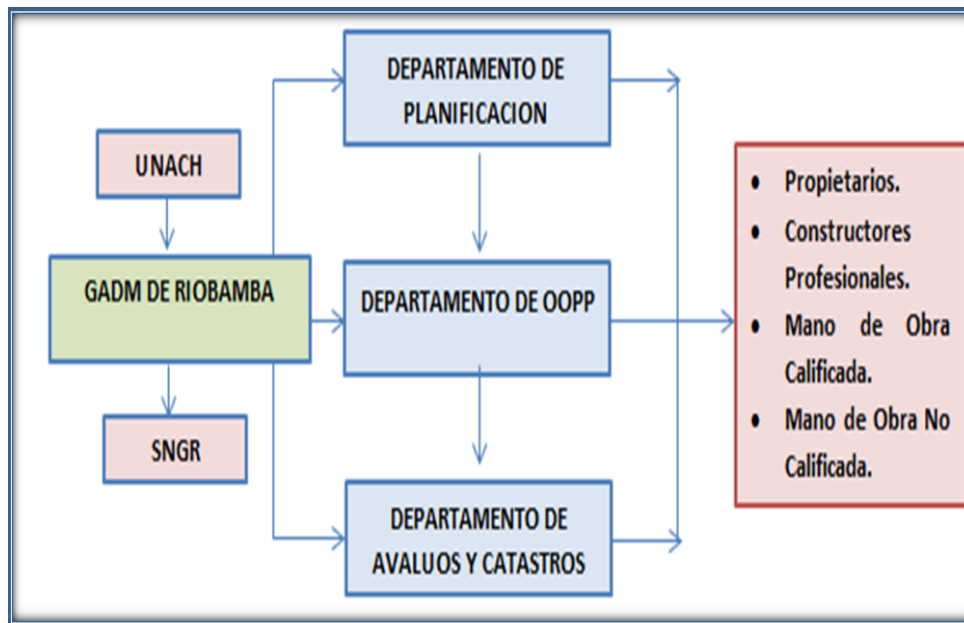 DEPARTAMENTO DE
PLANIFICACION
UNACH
GADM DE RIOBAMBA
SNGR
DEPARTAMENTO DE OOPP
DEPARTAMENTO DE
AVALUOS Y CATASTROS
• Propietarios.
• Constructores
Profesionales.
• Mano de Obra
Calificada.
• Mano de Obra No
Calificada.